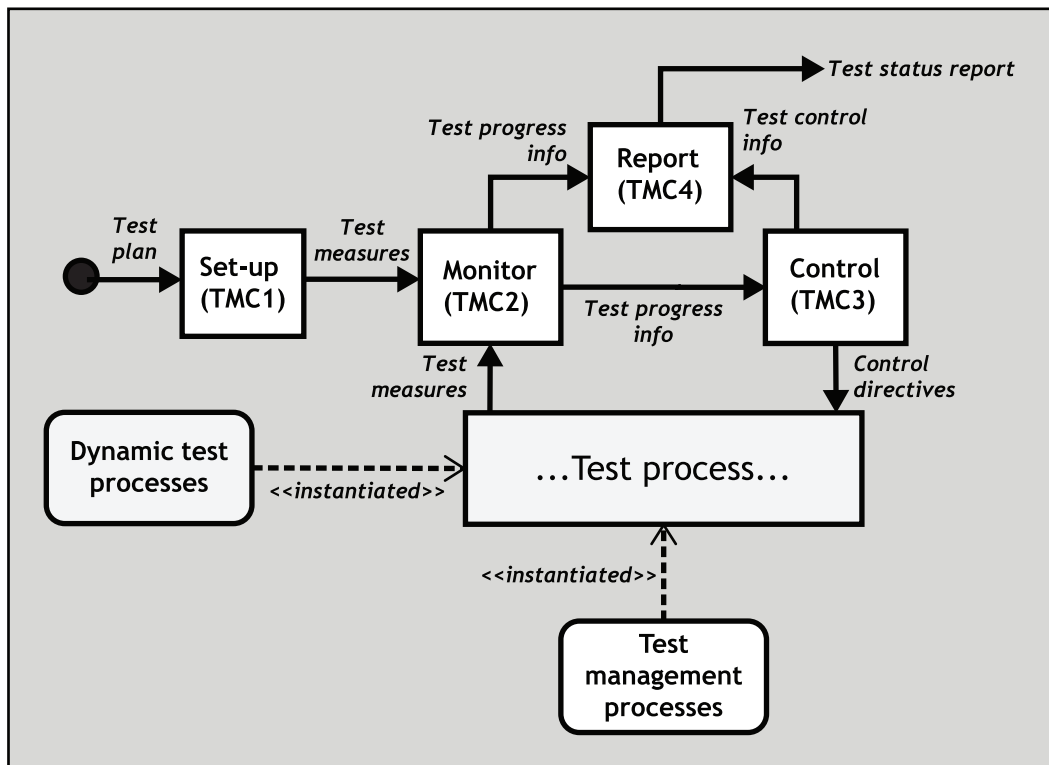 Test status report
Test progress
info
Test control
info
Report
(TMC4)
Test
plan
Test
measures
Set-up
(TMC1)
Monitor
(TMC2)
Control
(TMC3)
Test progress
info
Test
measures
Control
directives
Dynamic test
processes
<<instantiated>>
...Test process...
<<instantiated>>
Test
management
processes